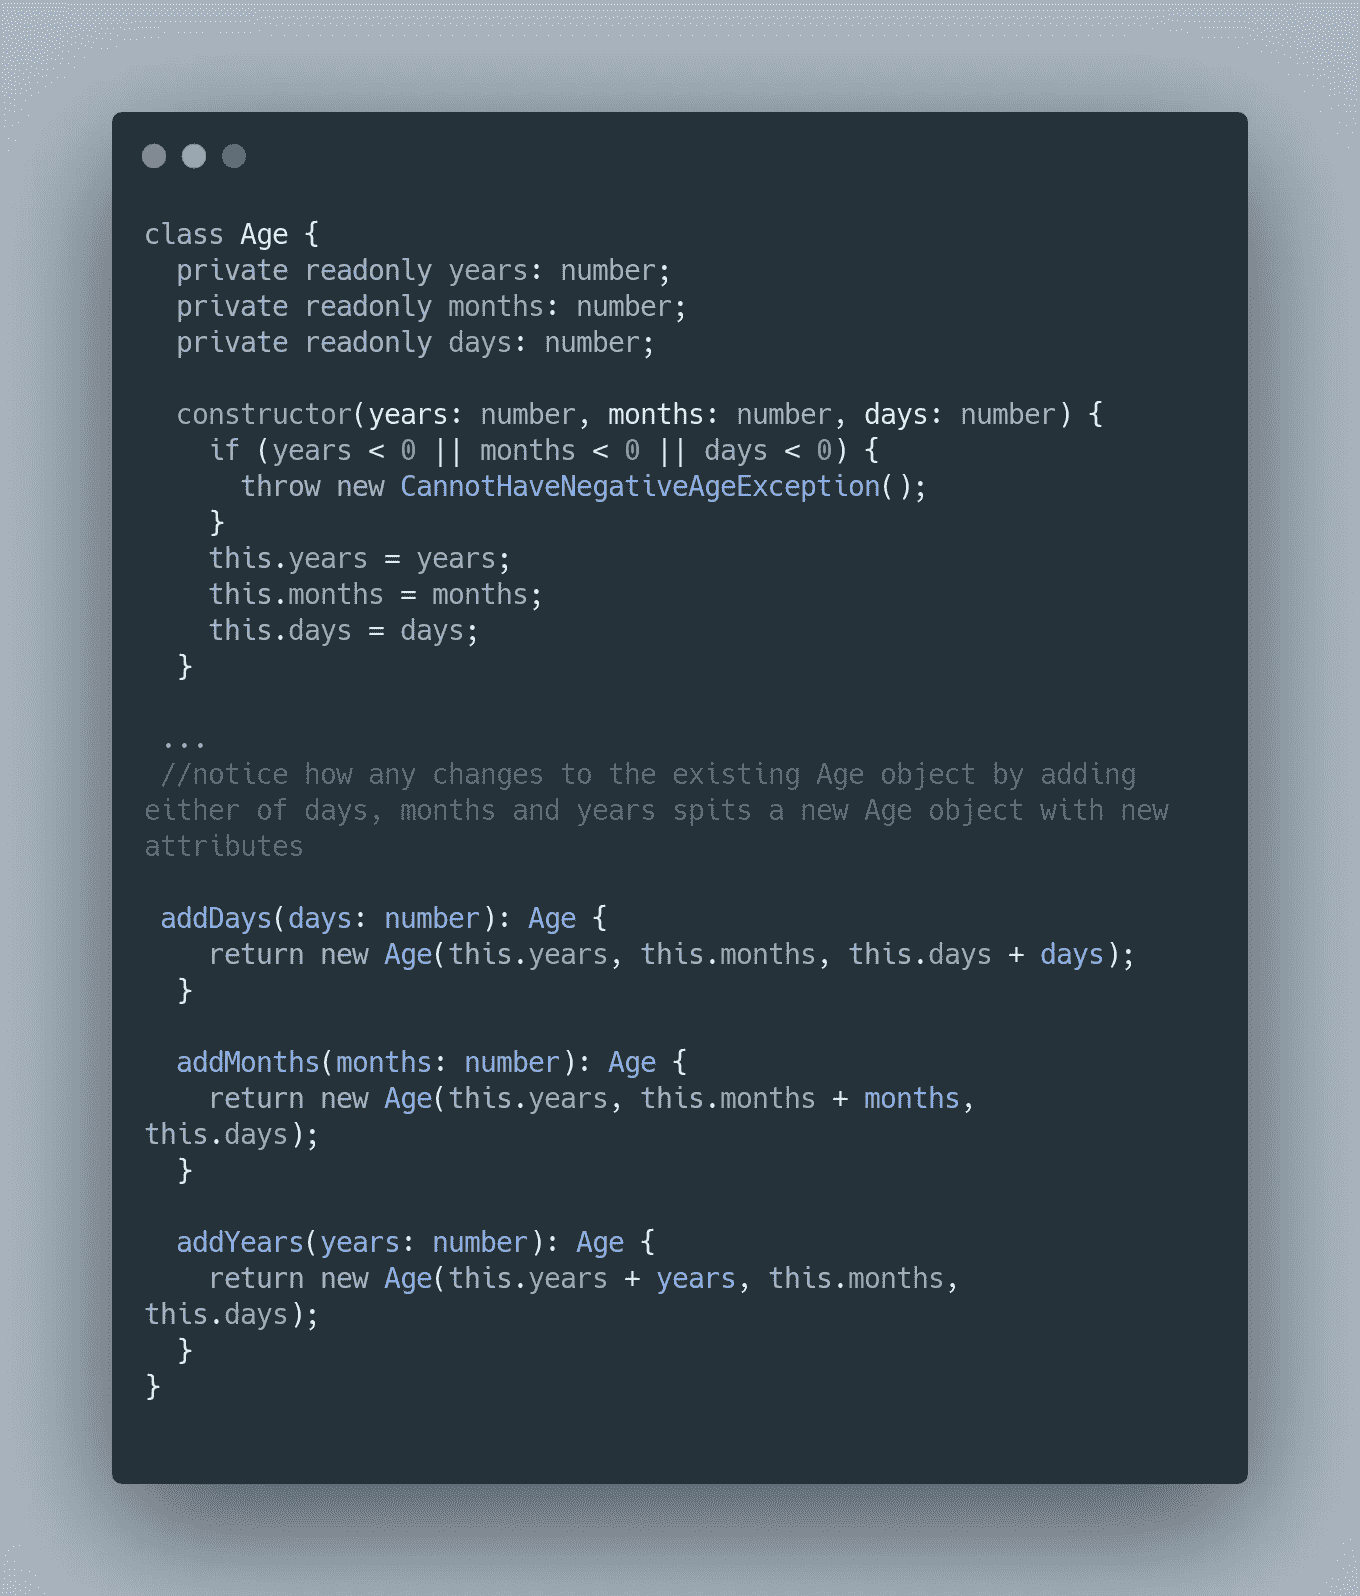 class Age {
  private readonly years: number;
  private readonly months: number;
  private readonly days: number;

  constructor(years: number, months: number, days: number) {
    if (years < 0 || months < 0 || days < 0) {
      throw new CannotHaveNegativeAgeException();
    }
    this.years = years;
    this.months = months;
    this.days = days;
  }

 ...
 //notice how any changes to the existing Age object by adding
either of days, months and years spits a new Age object with new
attributes

 addDays(days: number): Age {
    return new Age(this.years, this.months, this.days + days);
  }

  addMonths(months: number): Age {
    return new Age(this.years, this.months + months,
this.days);
  }

  addYears(years: number): Age {
    return new Age(this.years + years, this.months,
this.days);
  }
}